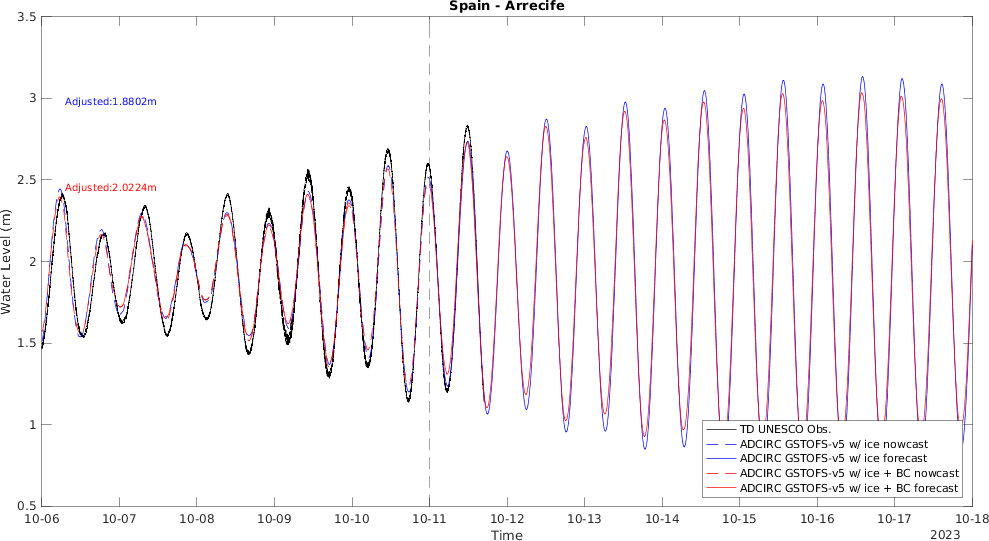 Spain - Arrecife
3.5
3
2.5
2
1.5
1
0.5
Water Level (m)
Adjusted:1.8802m
Adjusted:2.0224m
TD UNESCO Obs.
ADCIRC GSTOFS-v5 w/ ice nowcast
ADCIRC GSTOFS-v5 w/ ice forecast
ADCIRC GSTOFS-v5 w/ ice + BC nowcast
ADCIRC GSTOFS-v5 w/ ice + BC forecast
10-06 10-07 10-08 10-09 10-10 10-11 10-12 10-13 10-14 10-15 10-16 10-17 10-18
Time
2023